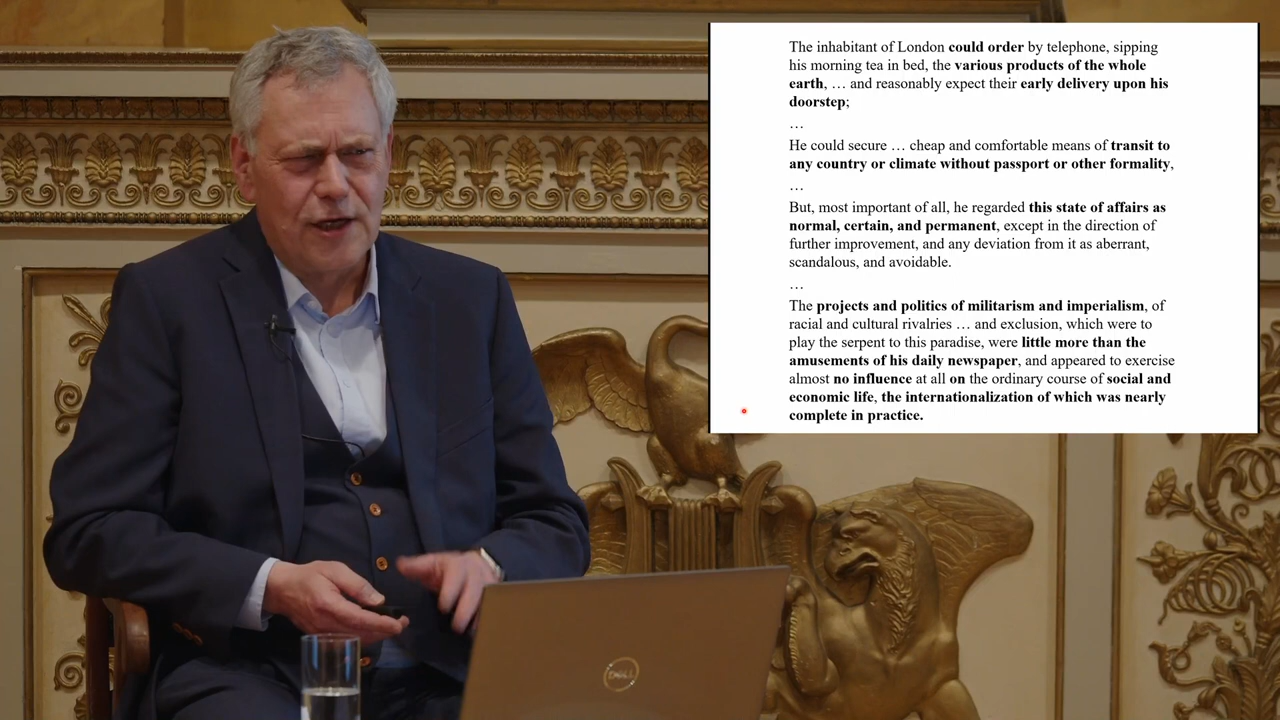 The inhabitant of London could order by telephone, sipping
his morning tea in bed, the various products of the whole
earth, … and reasonably expect their early delivery upon his
doorstep;
…
He could secure … cheap and comfortable means of transit to
any country or climate without passport or other formality,
…
But, most important of all, he regarded this state of affairs as
normal, certain, and permanent, except in the direction of
further improvement, and any deviation from it as aberrant,
scandalous, and avoidable.
…
The projects and politics of militarism and imperialism, of
racial and cultural rivalries … and exclusion, which were to
play the serpent to this paradise, were little more than the
amusements of his daily newspaper, and appeared to exercise
almost no influence at all on the ordinary course of social and
economic life, the internationalization of which was nearly
complete in practice.
DELL